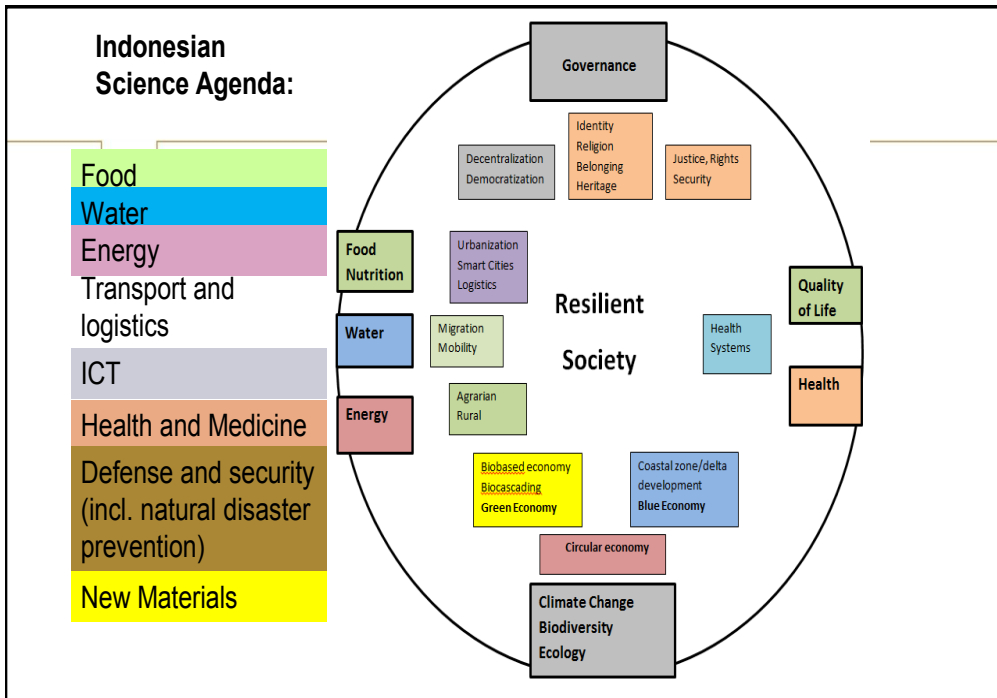 Indonesian
Science Agenda:
Food
Water
Energy
Transport and
logistics
ICT
Health and Medicine
Defense and security
(incl. natural disaster
prevention)
New Materials
Governance
Decentralization
Democratization
Identity
Religion
Belonging
Heritage
Justice, Rights
Security
Food
Nutrition
Urbanization
Smart Cities
Logistics
Water
Migration
Mobility
Energy
Agrarian
Rural
Resilient
Society
Quality
of Life
Health
Systems
Health
Biobased economy
Biocascading
Green Economy
Coastal zone/delta
development
Blue Economy
Circular economy
Climate Change
Biodiversity
Ecology